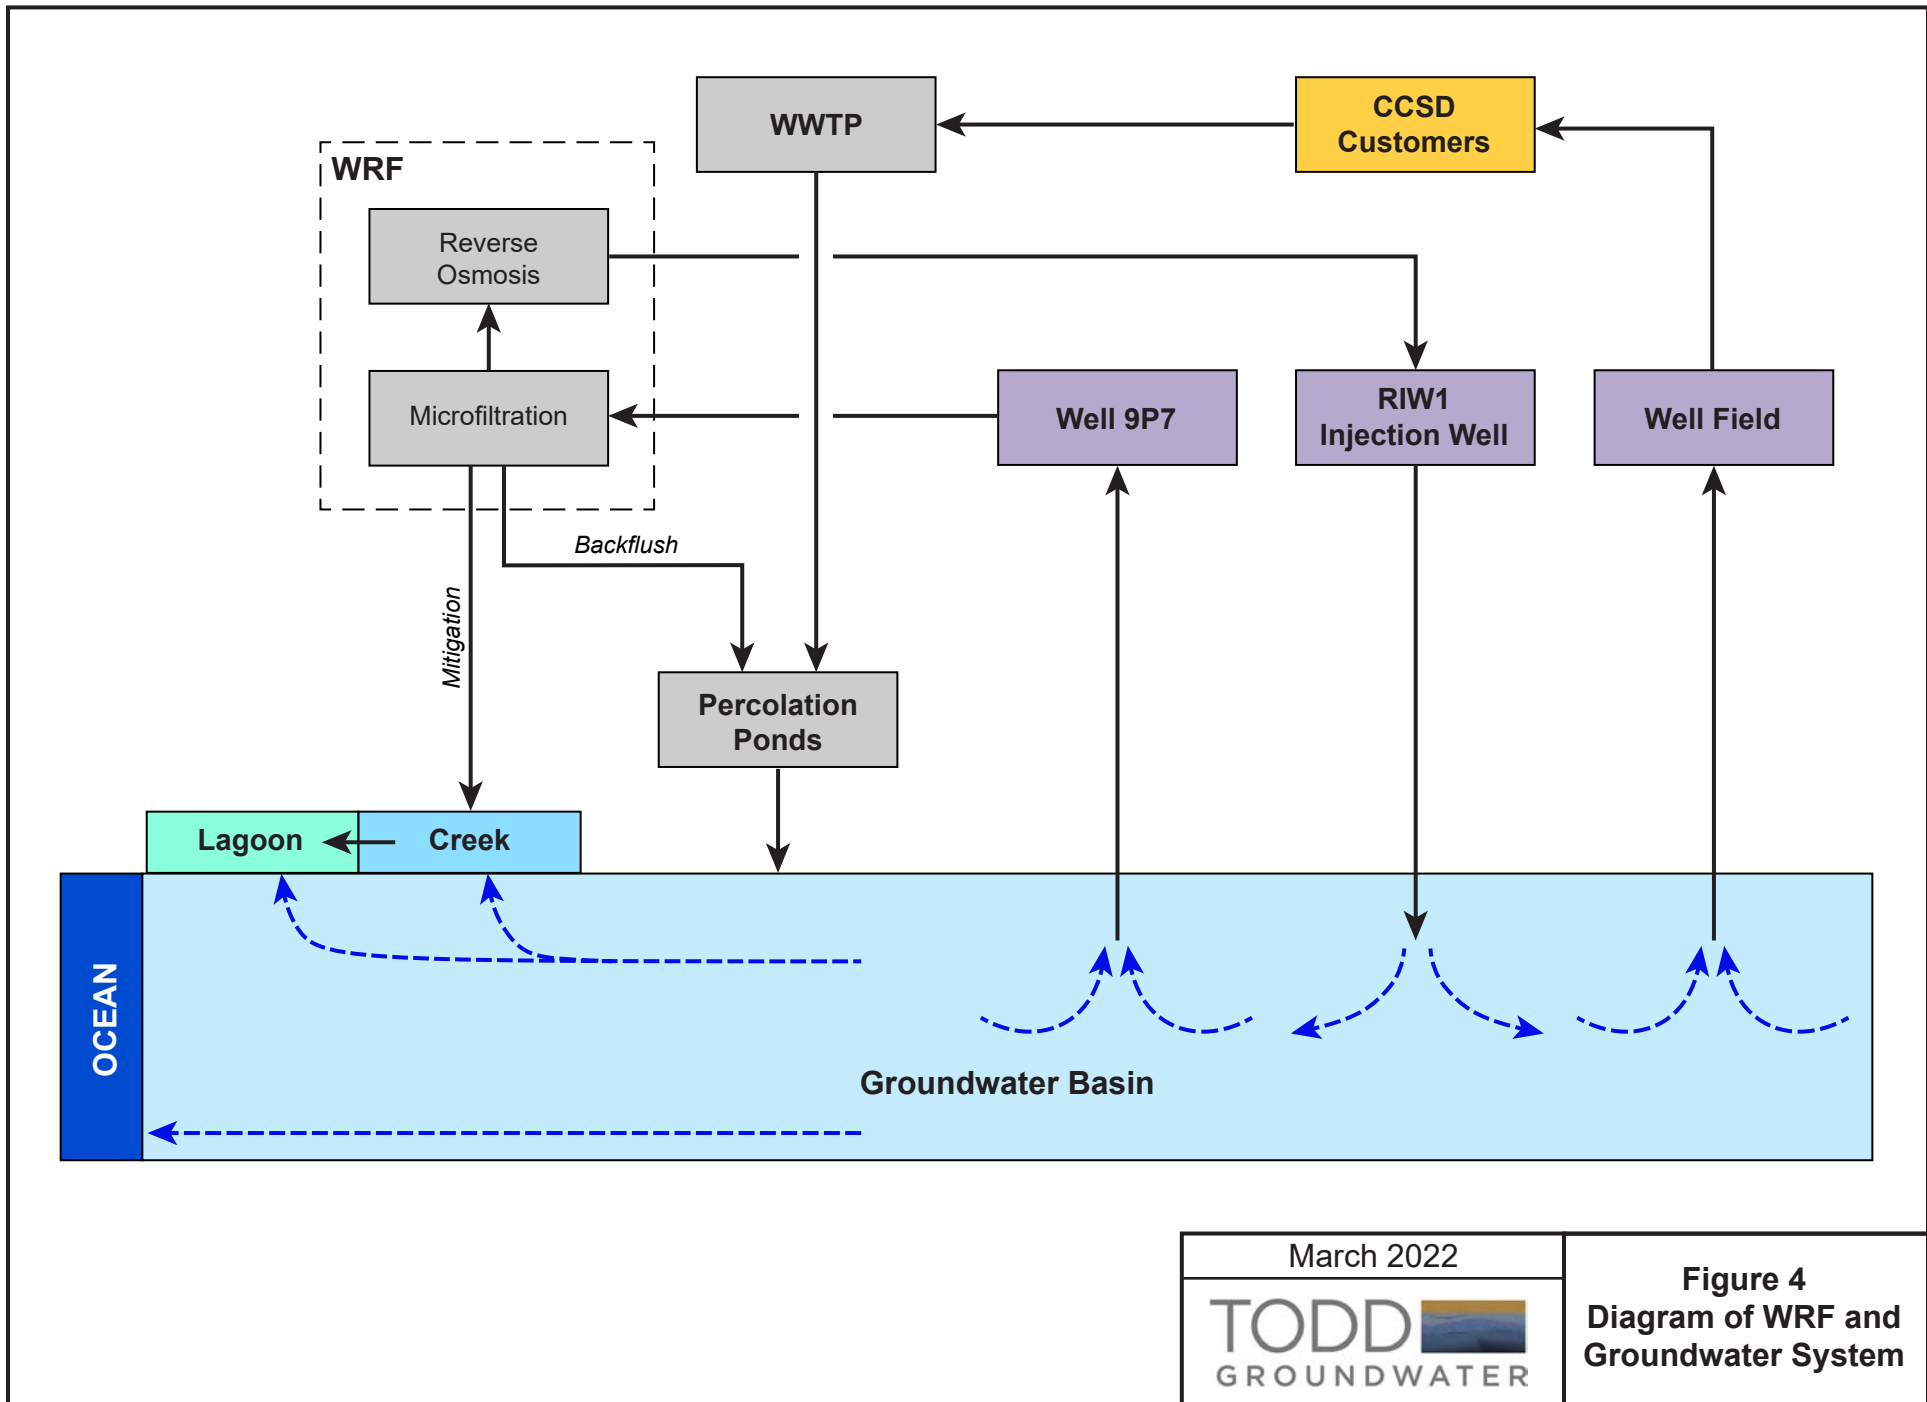 WWTP
CCSD
Customers
WRF
Reverse
Osmosis
Microfiltration
Well 9P7
RIW1
Injection Well
Well Field
Backflush
Mitigation
Percolation
Ponds
Lagoon
Creek
OCEAN
Groundwater Basin
March 2022
TODD
GROUNDWATER
Figure 4
Diagram of WRF and
Groundwater System